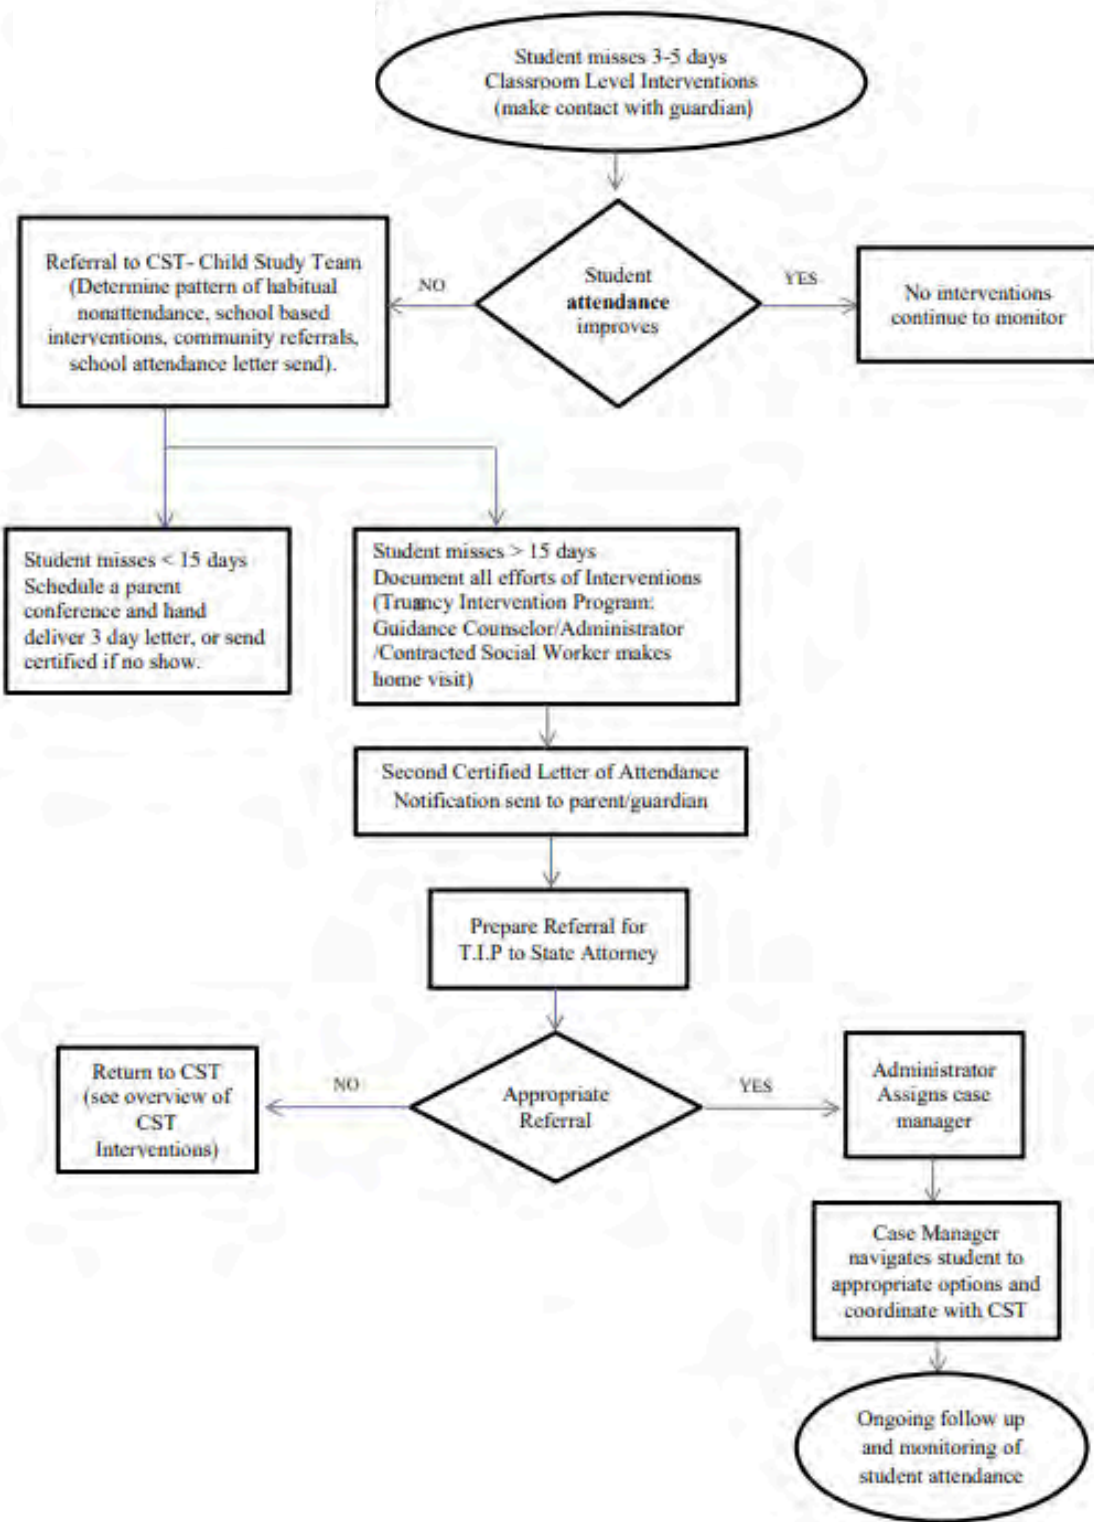 Student misses 3-5 days
Classroom Level Interventions
(make contact with guardian)
Student
attendance
improves
NO
YES
Referral to CST- Child Study Team
(Determine pattern of habitual
nonattendance, school based
interventions, community referrals,
school attendance letter send).
No interventions
continue to monitor
Student misses < 15 days
Schedule a parent
conference and hand
deliver 3 day letter, or send
certified if no show.
Student misses > 15 days
Document all efforts of Interventions
(Truancy Intervention Program:
Guidance Counselor/Administrator
/Contracted Social Worker makes
home visit)
Second Certified Letter of Attendance
Notification sent to parent/guardian
Prepare Referral for
T.I.P to State Attorney
Appropriate
Referral
NO
YES
Return to CST
(see overview of
CST
Interventions)
Administrator
Assigns case
manager
Case Manager
navigates student to
appropriate options and
coordinate with CST
Ongoing follow up
and monitoring of
student attendance